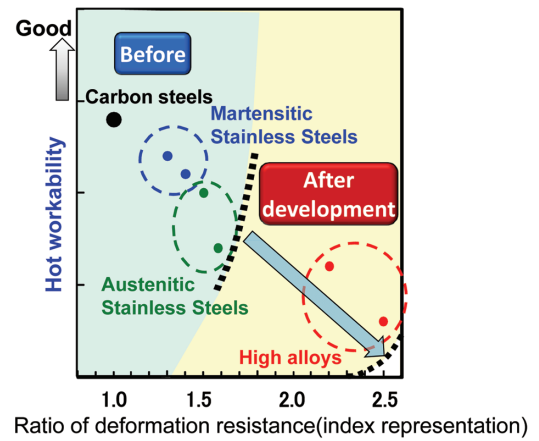 Good
Before
Carbon steels
Martensitic
Stainless Steels
After
development
Hot workability
Austenitic
Stainless Steels
High alloys
1.0 1.5 2.0 2.5
Ratio of deformation resistance(index representation)